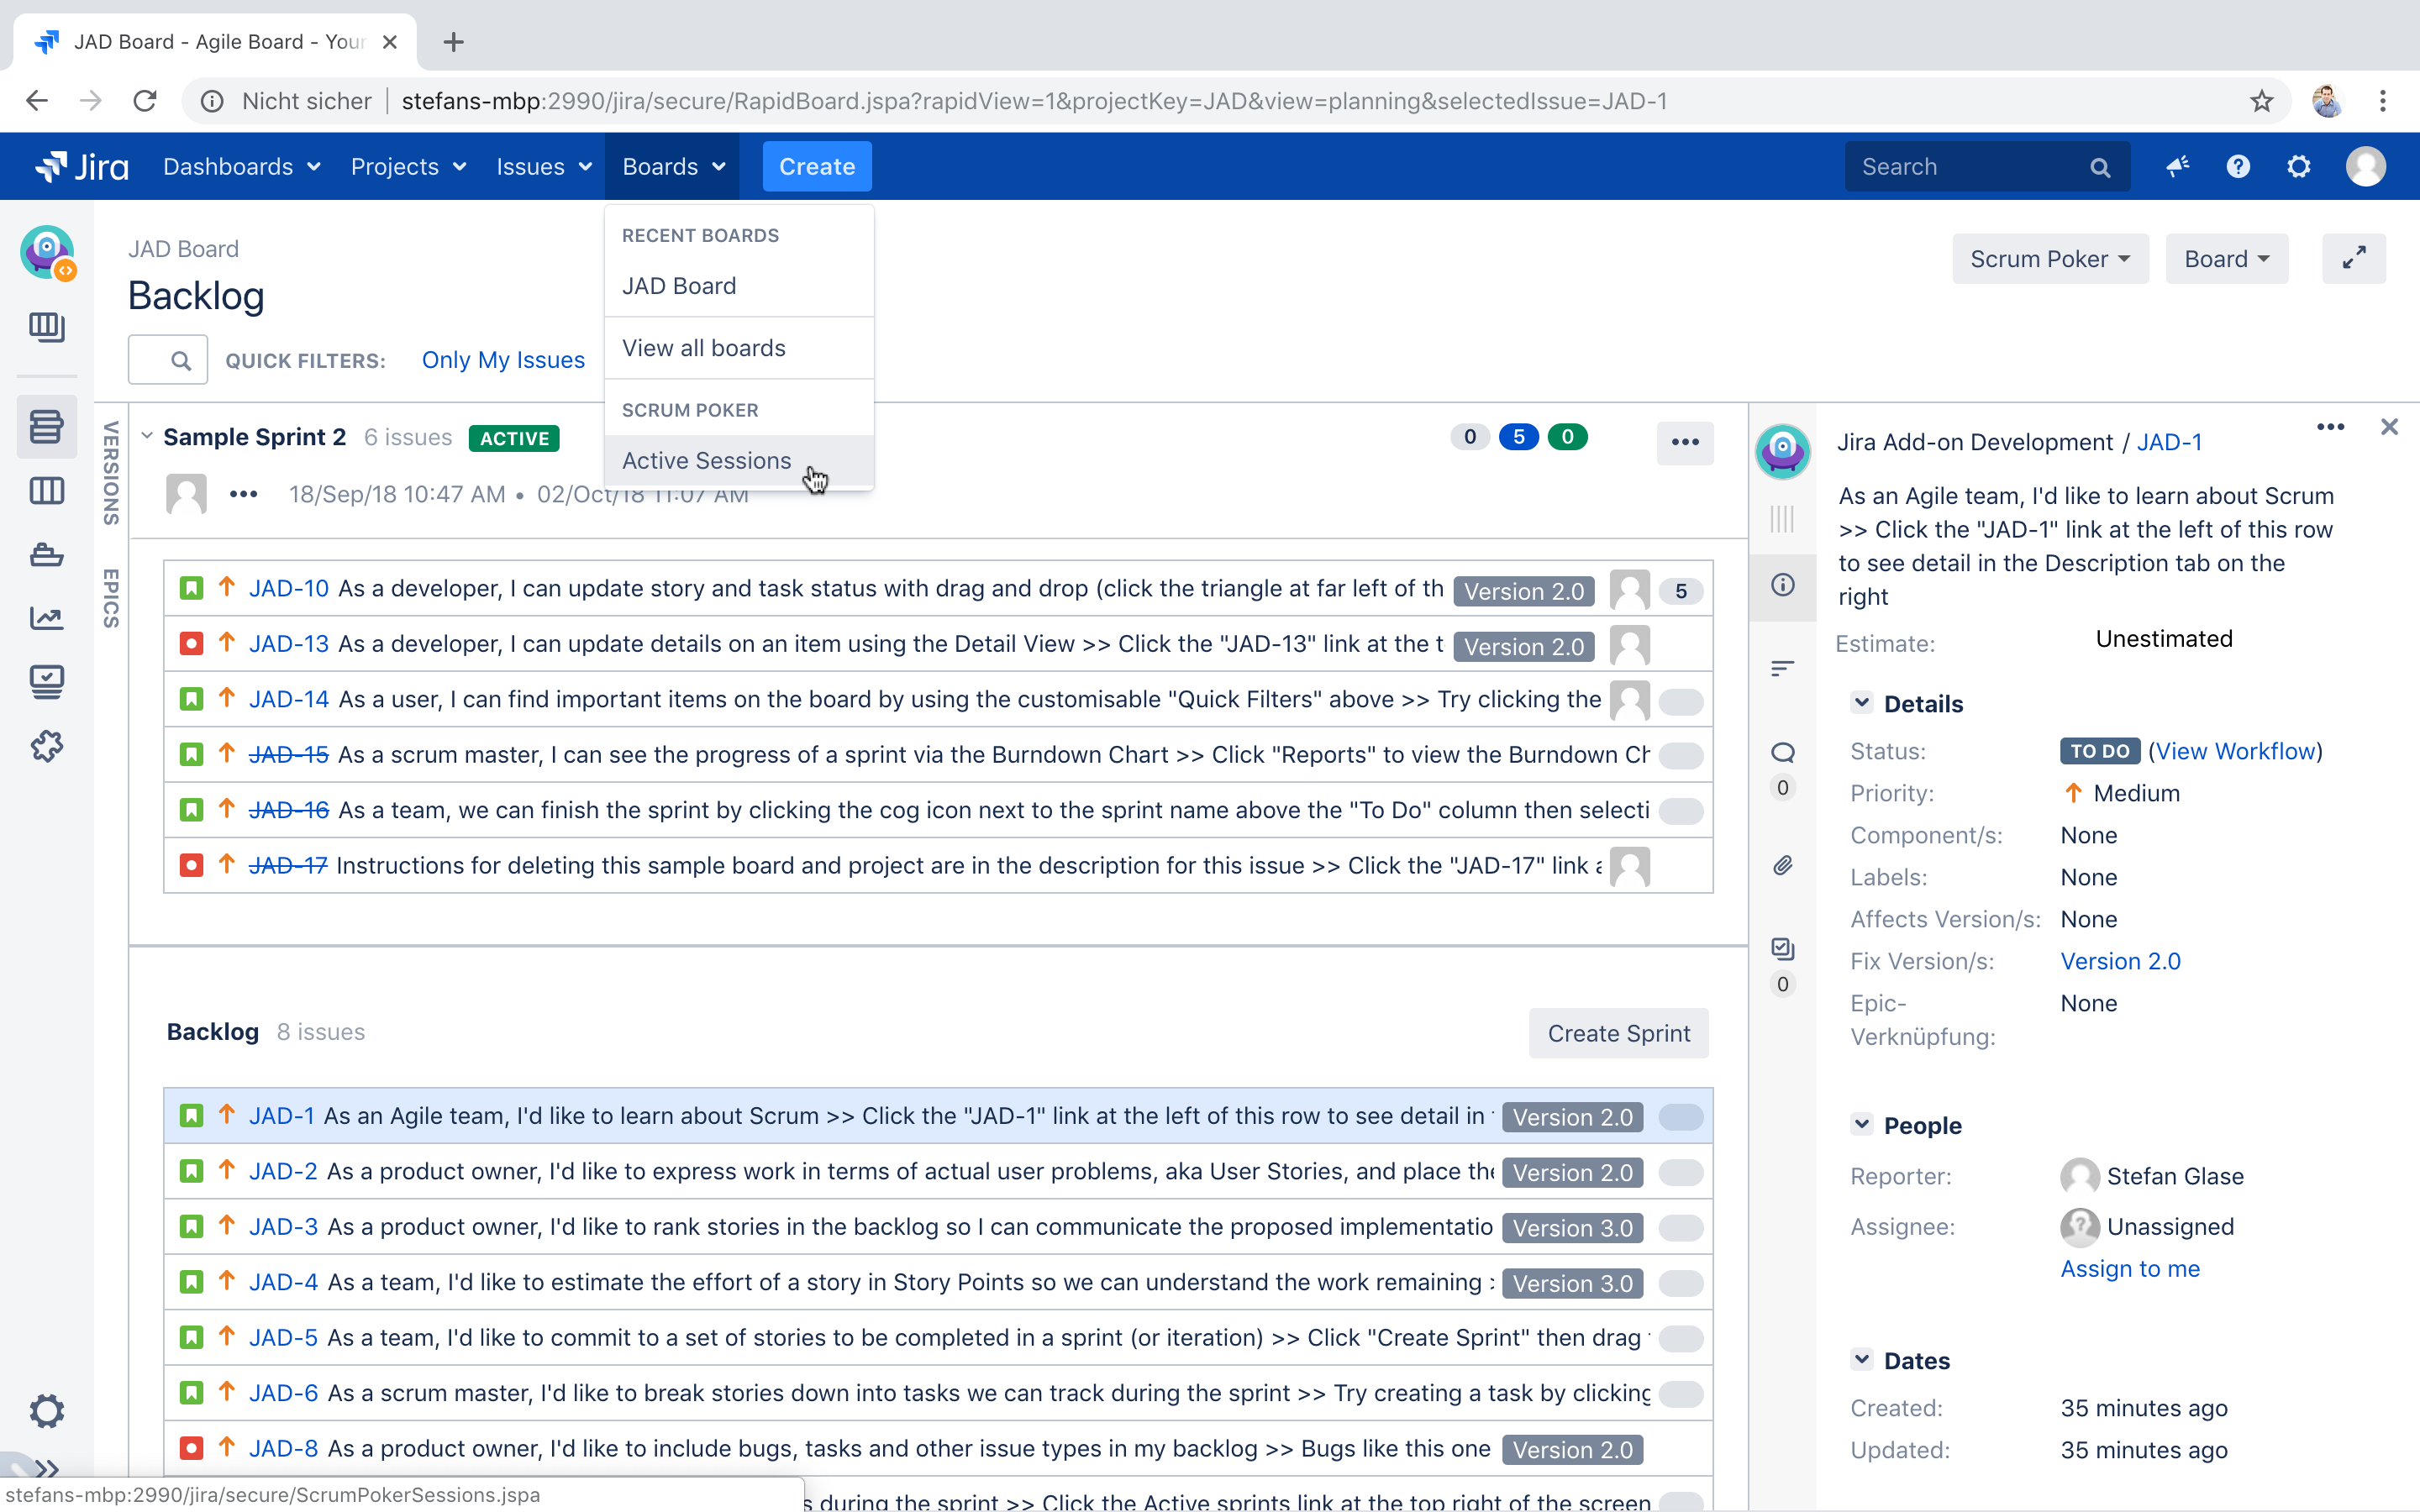 JAD Board - Agile Board - Your
Nicht sicher
stefans-mbp:2990/jira/secure/RapidBoard.jspa?rapidView=1&projectKey=JAD&view=planning&selectedIssue=JAD-1
Jira
Dashboards
Projects
Issues
Boards
Create
Search
RECENT BOARDS
JAD Board
View all boards
SCRUM POKER
Active Sessions
JAD Board
Backlog
Scrum Poker
Board
QUICK FILTERS:
Only My Issues
VERSIONS
EPICS
Sample Sprint 2 6 issues ACTIVE
0 5 0
18/Sep/18 10:47 AM • 02/Oct/18 11:07 AM
JAD-10 As a developer, I can update story and task status with drag and drop (click the triangle at far left of th Version 2.0 5
JAD-13 As a developer, I can update details on an item using the Detail View >> Click the "JAD-13" link at the t Version 2.0
JAD-14 As a user, I can find important items on the board by using the customisable "Quick Filters" above >> Try clicking the
JAD-15 As a scrum master, I can see the progress of a sprint via the Burndown Chart >> Click "Reports" to view the Burndown Ch
JAD-16 As a team, we can finish the sprint by clicking the cog icon next to the sprint name above the "To Do" column then selecti
JAD-17 Instructions for deleting this sample board and project are in the description for this issue >> Click the "JAD-17" link a
Backlog 8 issues
Create Sprint
JAD-1 As an Agile team, I'd like to learn about Scrum >> Click the "JAD-1" link at the left of this row to see detail in Version 2.0
JAD-2 As a product owner, I'd like to express work in terms of actual user problems, aka User Stories, and place the Version 2.0
JAD-3 As a product owner, I'd like to rank stories in the backlog so I can communicate the proposed implementatio Version 3.0
JAD-4 As a team, I'd like to estimate the effort of a story in Story Points so we can understand the work remaining Version 3.0
JAD-5 As a team, I'd like to commit to a set of stories to be completed in a sprint (or iteration) >> Click "Create Sprint" then drag
JAD-6 As a scrum master, I'd like to break stories down into tasks we can track during the sprint >> Try creating a task by clicking
JAD-8 As a product owner, I'd like to include bugs, tasks and other issue types in my backlog >> Bugs like this one Version 2.0
s during the sprint >> Click the Active sprints link at the top right of the screen
stefans-mbp:2990/jira/secure/ScrumPokerSessions.jspa
0
0
Jira Add-on Development / JAD-1
As an Agile team, I'd like to learn about Scrum
>> Click the "JAD-1" link at the left of this row
to see detail in the Description tab on the
right
Estimate: Unestimated
Details
Status: TO DO (View Workflow)
Priority: Medium
Component/s: None
Labels: None
Affects Version/s: None
Fix Version/s: Version 2.0
Epic- None
Verknüpfung:
People
Reporter: Stefan Glase
Assignee: Unassigned
Assign to me
Dates
Created: 35 minutes ago
Updated: 35 minutes ago